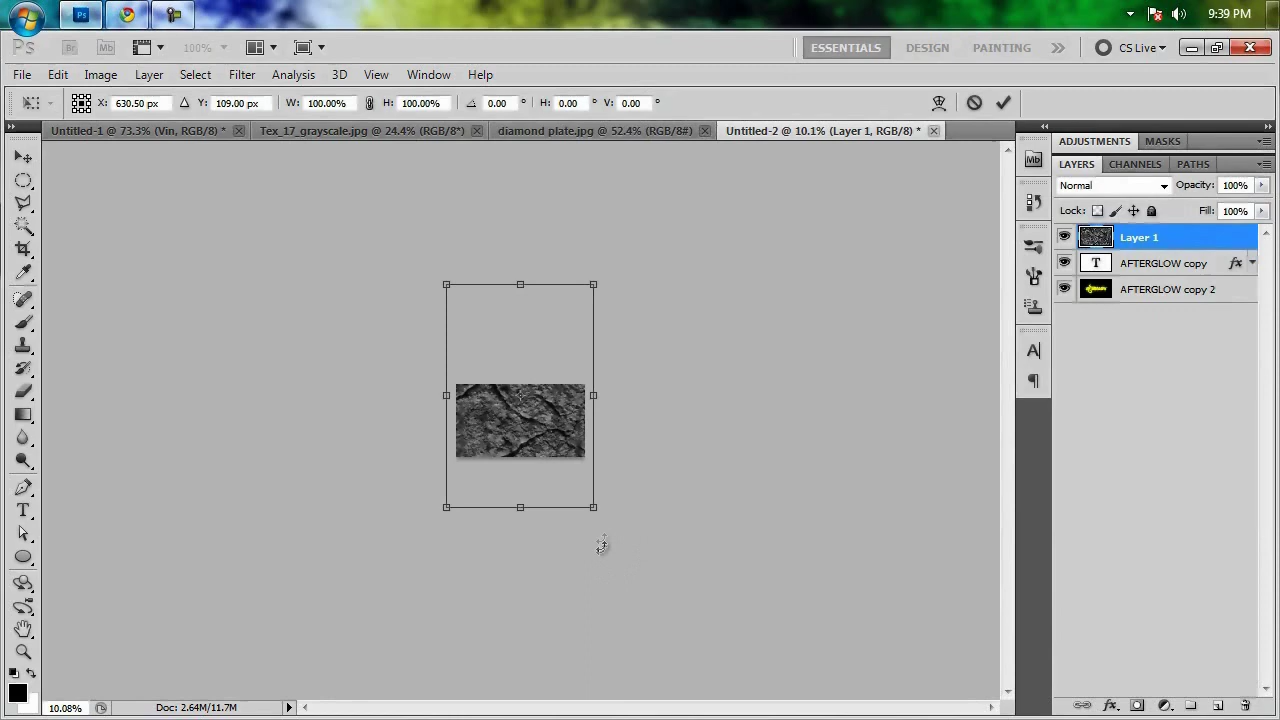 9:39 PM
Ps Br Mb 100% ESSENTIALS DESIGN PAINTING CS Live
File Edit Image Layer Select Filter Analysis 3D View Window Help
X: 630.50 px Y: 109.00 px W: 100.00% H: 100.00% 0.00 ° H: 0.00 ° V: 0.00 °
Untitled-1 @ 73.3% (Vin, RGB/8) * Tex_17_grayscale.jpg @ 24.4% (RGB/8*) diamond plate.jpg @ 52.4% (RGB/8#) Untitled-2 @ 10.1% (Layer 1, RGB/8) *
ADJUSTMENTS MASKS
LAYERS CHANNELS PATHS
Normal Opacity: 100%
Lock: Fill: 100%
Layer 1
T AFTERGLOW copy fx
AFTERGLOW copy 2
10.08% Doc: 2.64M/11.7M